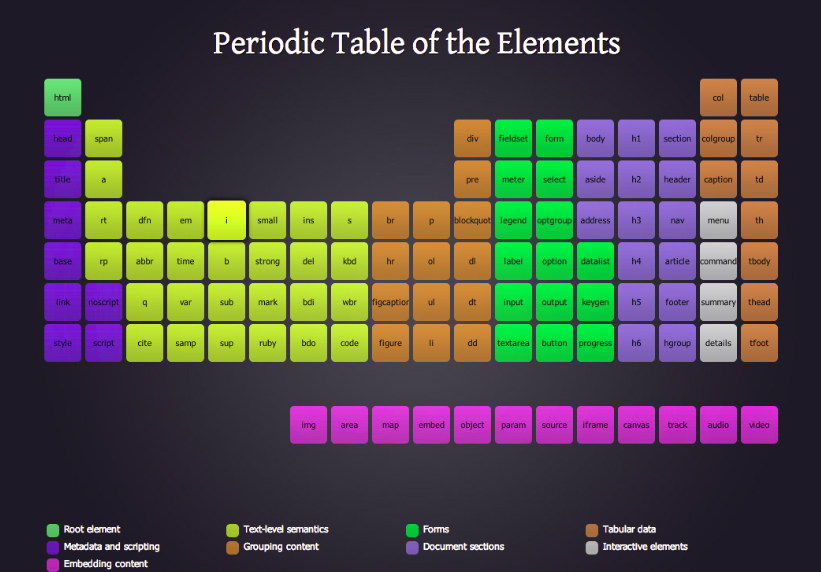 Periodic Table of the Elements
html col table
head span div fieldset form body h1 section colgroup tr
title a pre meter select aside h2 header caption td
meta rt dfn em i small ins s br p blockquot legend optgroup address h3 nav menu th
base rp abbr time b strong del kbd hr ol dl label option datalist h4 article command tbody
link noscript q var sub mark bdi wbr figcaption ul dt input output keygen h5 footer summary thead
style script cite samp sup ruby bdo code figure li dd textarea button progress h6 hgroup details tfoot
img area map embed object param source iframe canvas track audio video
Root element Text-level semantics Forms Tabular data
Metadata and scripting Grouping content Document sections Interactive elements
Embedding content